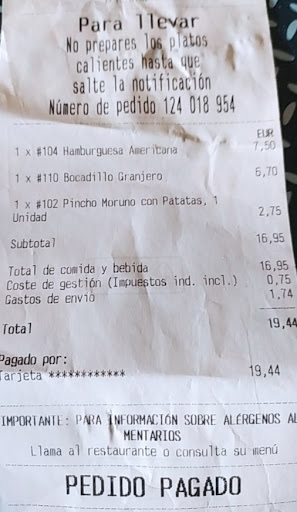 Para llevar
No prepares los platos
calientes hasta que
salte la notificación
Número de pedido 124 018 954
EUR
1 x #104 Hamburguesa Americana 7,50
1 x #110 Bocadillo Granjero 6,70
1 x #102 Pincho Moruno con Patatas, 1
Unidad 2,75
Subtotal 16,95
Total de comida y bebida 16,95
Coste de gestión (Impuestos ind. incl.) 0,75
Gastos de envío 1,74
Total 19,44
Pagado por:
Tarjeta ************ 19,44
IMPORTANTE: PARA INFORMACIÓN SOBRE ALÉRGENOS AL
MENTARIOS
Llama al restaurante o consulta su menú
PEDIDO PAGADO